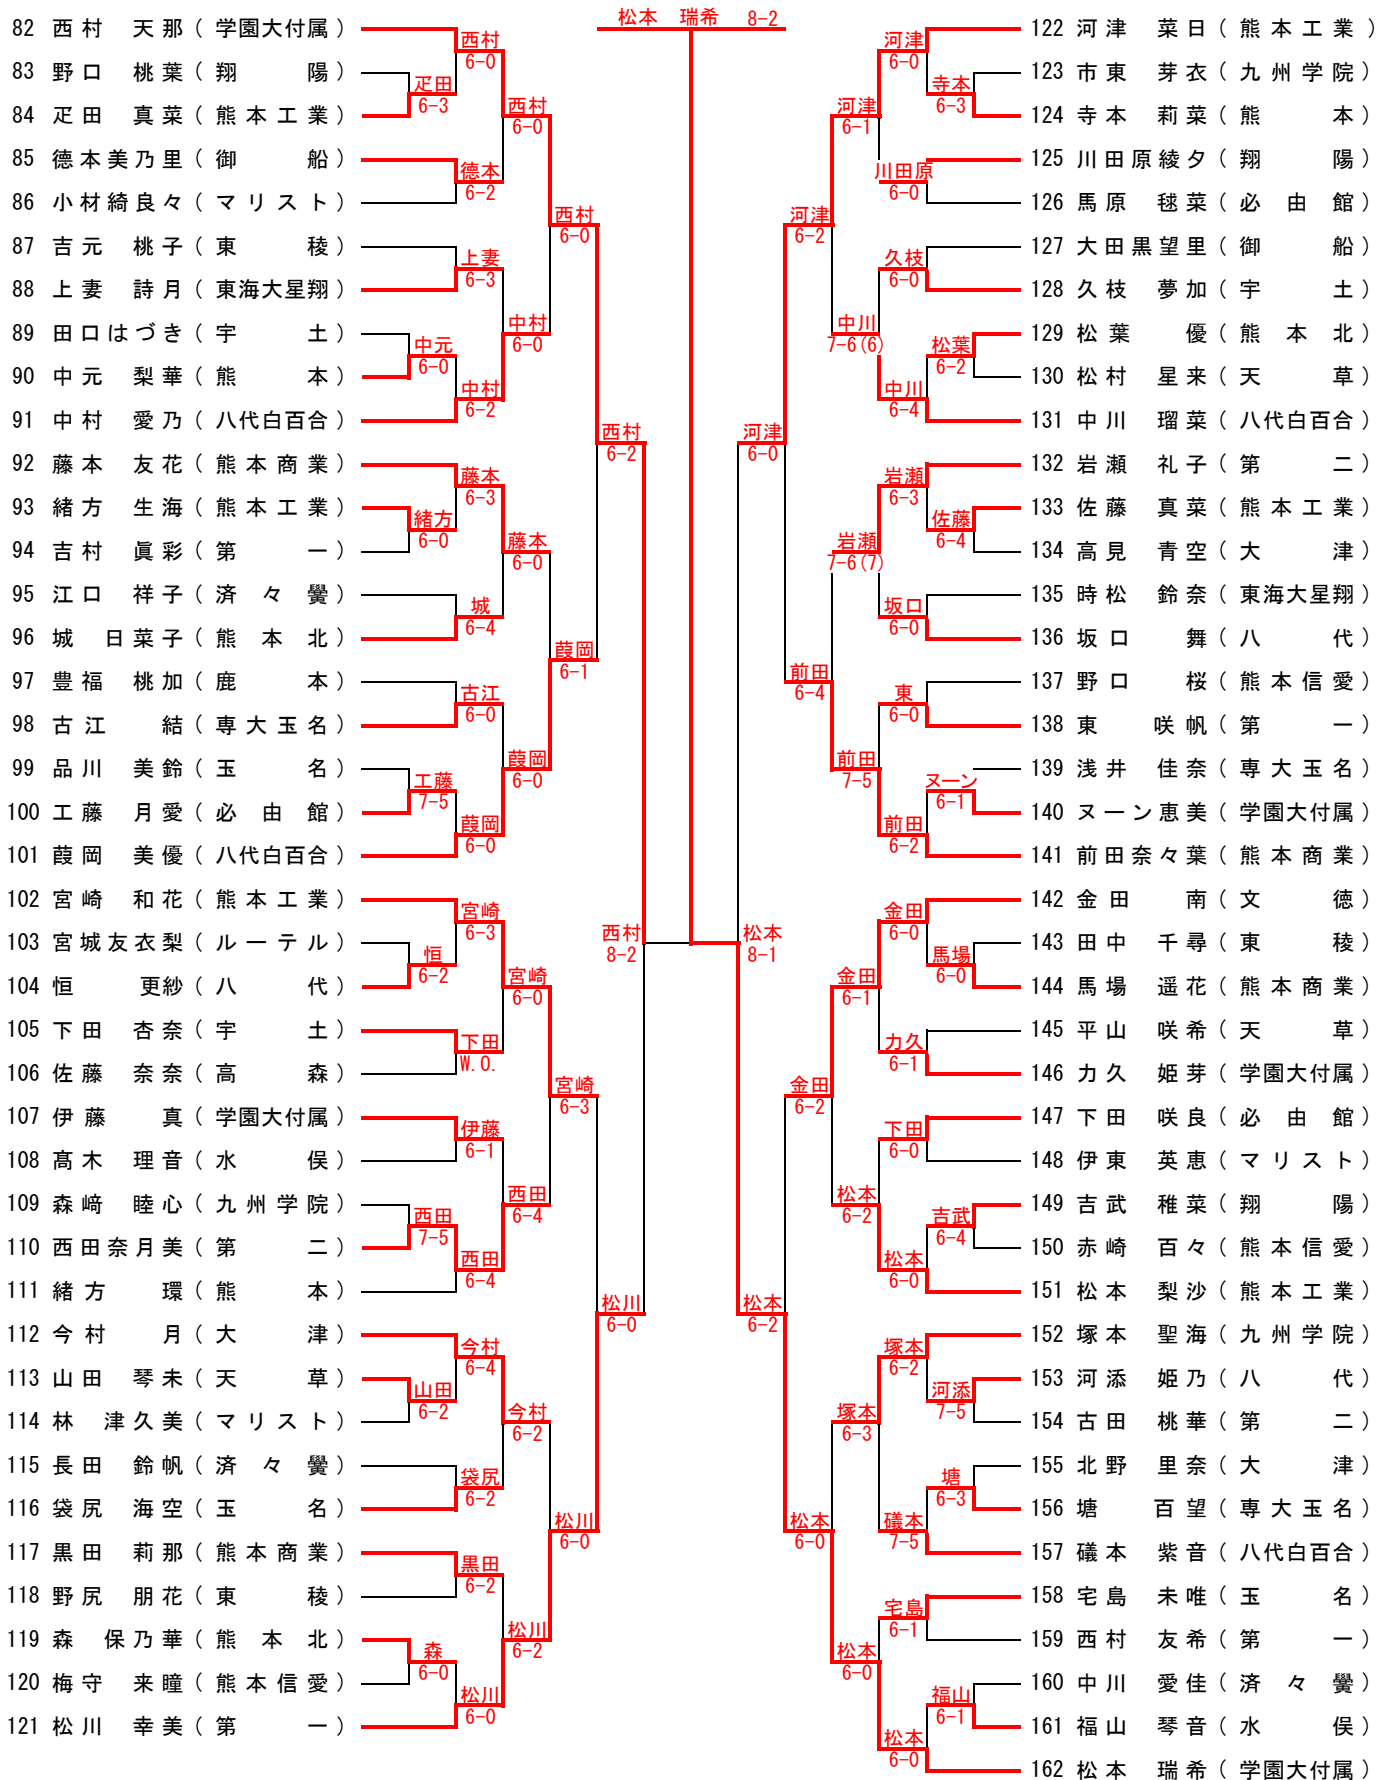 松本 瑞希 8-2
82 西村 天那 ( 学園大付属 )
83 野口 桃葉 ( 翔 陽 )
84 疋田 真菜 ( 熊本工業 )
85 德本美乃里 ( 御 船 )
86 小材綺良々 ( マリスト )
87 吉元 桃子 ( 東 稜 )
88 上妻 詩月 ( 東海大星翔 )
89 田口はづき ( 宇 土 )
90 中元 梨華 ( 熊 本 )
91 中村 愛乃 ( 八代白百合 )
92 藤本 友花 ( 熊本商業 )
93 緒方 生海 ( 熊本工業 )
94 吉村 眞彩 ( 第 一 )
95 江口 祥子 ( 済々黌 )
96 城 日菜子 ( 熊本北 )
97 豊福 桃加 ( 鹿 本 )
98 古江 結 ( 専大玉名 )
99 品川 美鈴 ( 玉 名 )
100 工藤 月愛 ( 必由館 )
101 葭岡 美優 ( 八代白百合 )
102 宮崎 和花 ( 熊本工業 )
103 宮城友衣梨 ( ルーテル )
104 恒 更紗 ( 八 代 )
105 下田 杏奈 ( 宇 土 )
106 佐藤 奈奈 ( 高 森 )
107 伊藤 真 ( 学園大付属 )
108 髙木 理音 ( 水 俣 )
109 森﨑 睦心 ( 九州学院 )
110 西田奈月美 ( 第 二 )
111 緒方 環 ( 熊 本 )
112 今村 月 ( 大 津 )
113 山田 琴未 ( 天 草 )
114 林 津久美 ( マリスト )
115 長田 鈴帆 ( 済々黌 )
116 袋尻 海空 ( 玉 名 )
117 黒田 莉那 ( 熊本商業 )
118 野尻 朋花 ( 東 稜 )
119 森 保乃華 ( 熊本北 )
120 梅守 来瞳 ( 熊本信愛 )
121 松川 幸美 ( 第 一 )
疋田
6-3
中元
6-0
緒方
6-0
工藤
7-5
恒
6-2
西田
7-5
山田
6-2
森
6-0
西村
6-0
德本
6-2
上妻
6-3
中村
6-2
藤本
6-3
城
6-4
古江
6-0
葭岡
6-0
宮崎
6-3
下田
W.O.
伊藤
6-1
西田
6-4
今村
6-4
袋尻
6-2
黒田
6-2
松川
6-0
西村
6-0
中村
6-0
藤本
6-0
葭岡
6-0
宮崎
6-0
西田
6-4
今村
6-2
松川
6-2
西村
6-0
葭岡
6-1
宮崎
6-3
松川
6-0
西村
6-2
松川
6-0
西村
8-2
松本
8-1
河津
6-0
松本
6-2
河津
6-2
前田
6-4
金田
6-2
松本
6-0
河津
6-1
中川
7-6(6)
岩瀬
7-6(7)
前田
7-5
金田
6-1
松本
6-2
塚本
6-3
松本
6-0
河津
6-0
川田原
6-0
久枝
6-0
中川
6-4
岩瀬
6-3
坂口
6-0
東
6-0
前田
6-2
金田
6-0
力久
6-1
下田
6-0
松本
6-0
塚本
6-2
礒本
7-5
宅島
6-1
松本
6-0
寺本
6-3
松葉
6-2
佐藤
6-4
ヌーン
6-1
馬場
6-0
吉武
6-4
河添
7-5
塘
6-3
福山
6-1
122 河津 菜日 ( 熊本工業 )
123 市東 芽衣 ( 九州学院 )
124 寺本 莉菜 ( 熊 本 )
125 川田原綾夕 ( 翔 陽 )
126 馬原 毬菜 ( 必由館 )
127 大田黒望里 ( 御 船 )
128 久枝 夢加 ( 宇 土 )
129 松葉 優 ( 熊本北 )
130 松村 星来 ( 天 草 )
131 中川 瑠菜 ( 八代白百合 )
132 岩瀬 礼子 ( 第 二 )
133 佐藤 真菜 ( 熊本工業 )
134 高見 青空 ( 大 津 )
135 時松 鈴奈 ( 東海大星翔 )
136 坂口 舞 ( 八 代 )
137 野口 桜 ( 熊本信愛 )
138 東 咲帆 ( 第 一 )
139 浅井 佳奈 ( 専大玉名 )
140 ヌーン恵美 ( 学園大付属 )
141 前田奈々葉 ( 熊本商業 )
142 金田 南 ( 文 徳 )
143 田中 千尋 ( 東 稜 )
144 馬場 遥花 ( 熊本商業 )
145 平山 咲希 ( 天 草 )
146 力久 姫芽 ( 学園大付属 )
147 下田 咲良 ( 必由館 )
148 伊東 英恵 ( マリスト )
149 吉武 稚菜 ( 翔 陽 )
150 赤崎 百々 ( 熊本信愛 )
151 松本 梨沙 ( 熊本工業 )
152 塚本 聖海 ( 九州学院 )
153 河添 姫乃 ( 八 代 )
154 古田 桃華 ( 第 二 )
155 北野 里奈 ( 大 津 )
156 塘 百望 ( 専大玉名 )
157 礒本 紫音 ( 八代白百合 )
158 宅島 未唯 ( 玉 名 )
159 西村 友希 ( 第 一 )
160 中川 愛佳 ( 済々黌 )
161 福山 琴音 ( 水 俣 )
162 松本 瑞希 ( 学園大付属 )